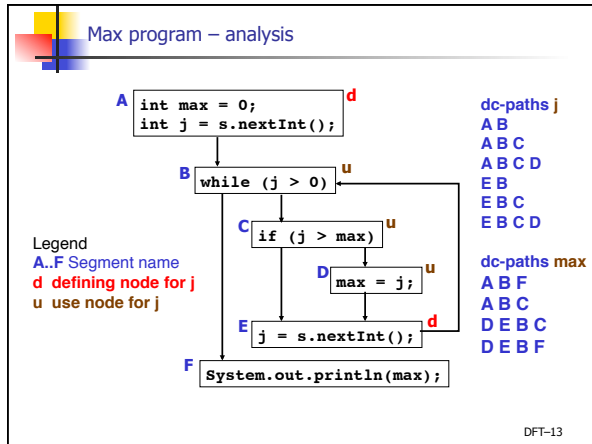 Max program – analysis
A
int max = 0;
int j = s.nextInt();
d
B
while (j > 0)
u
C
if (j > max)
u
D
max = j;
u
E
j = s.nextInt();
d
F
System.out.println(max);
Legend
A..F Segment name
d defining node for j
u use node for j
dc-paths j
A B
A B C
A B C D
E B
E B C
E B C D
dc-paths max
A B F
A B C
D E B C
D E B F
DFT–13